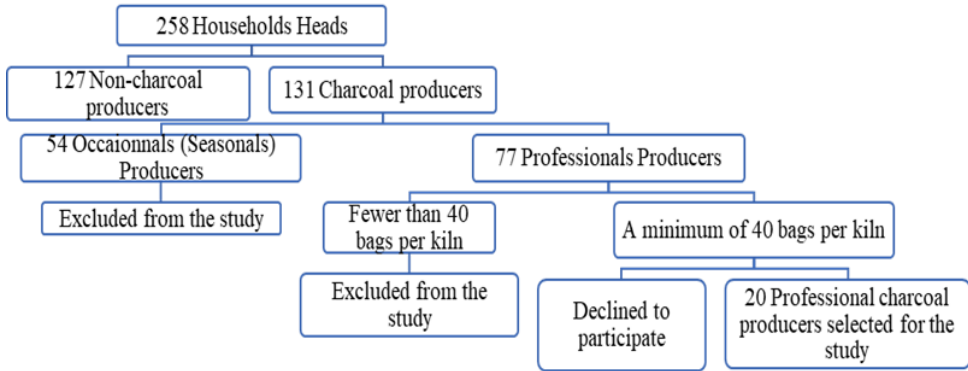 258 Households Heads
127 Non-charcoal
producers
131 Charcoal producers
54 Occaionnals (Seasonals)
Producers
77 Professionals Producers
Excluded from the study
Fewer than 40
bags per kiln
A minimum of 40 bags per kiln
Excluded from the
study
Declined to
participate
20 Professional charcoal
producers selected for the
study